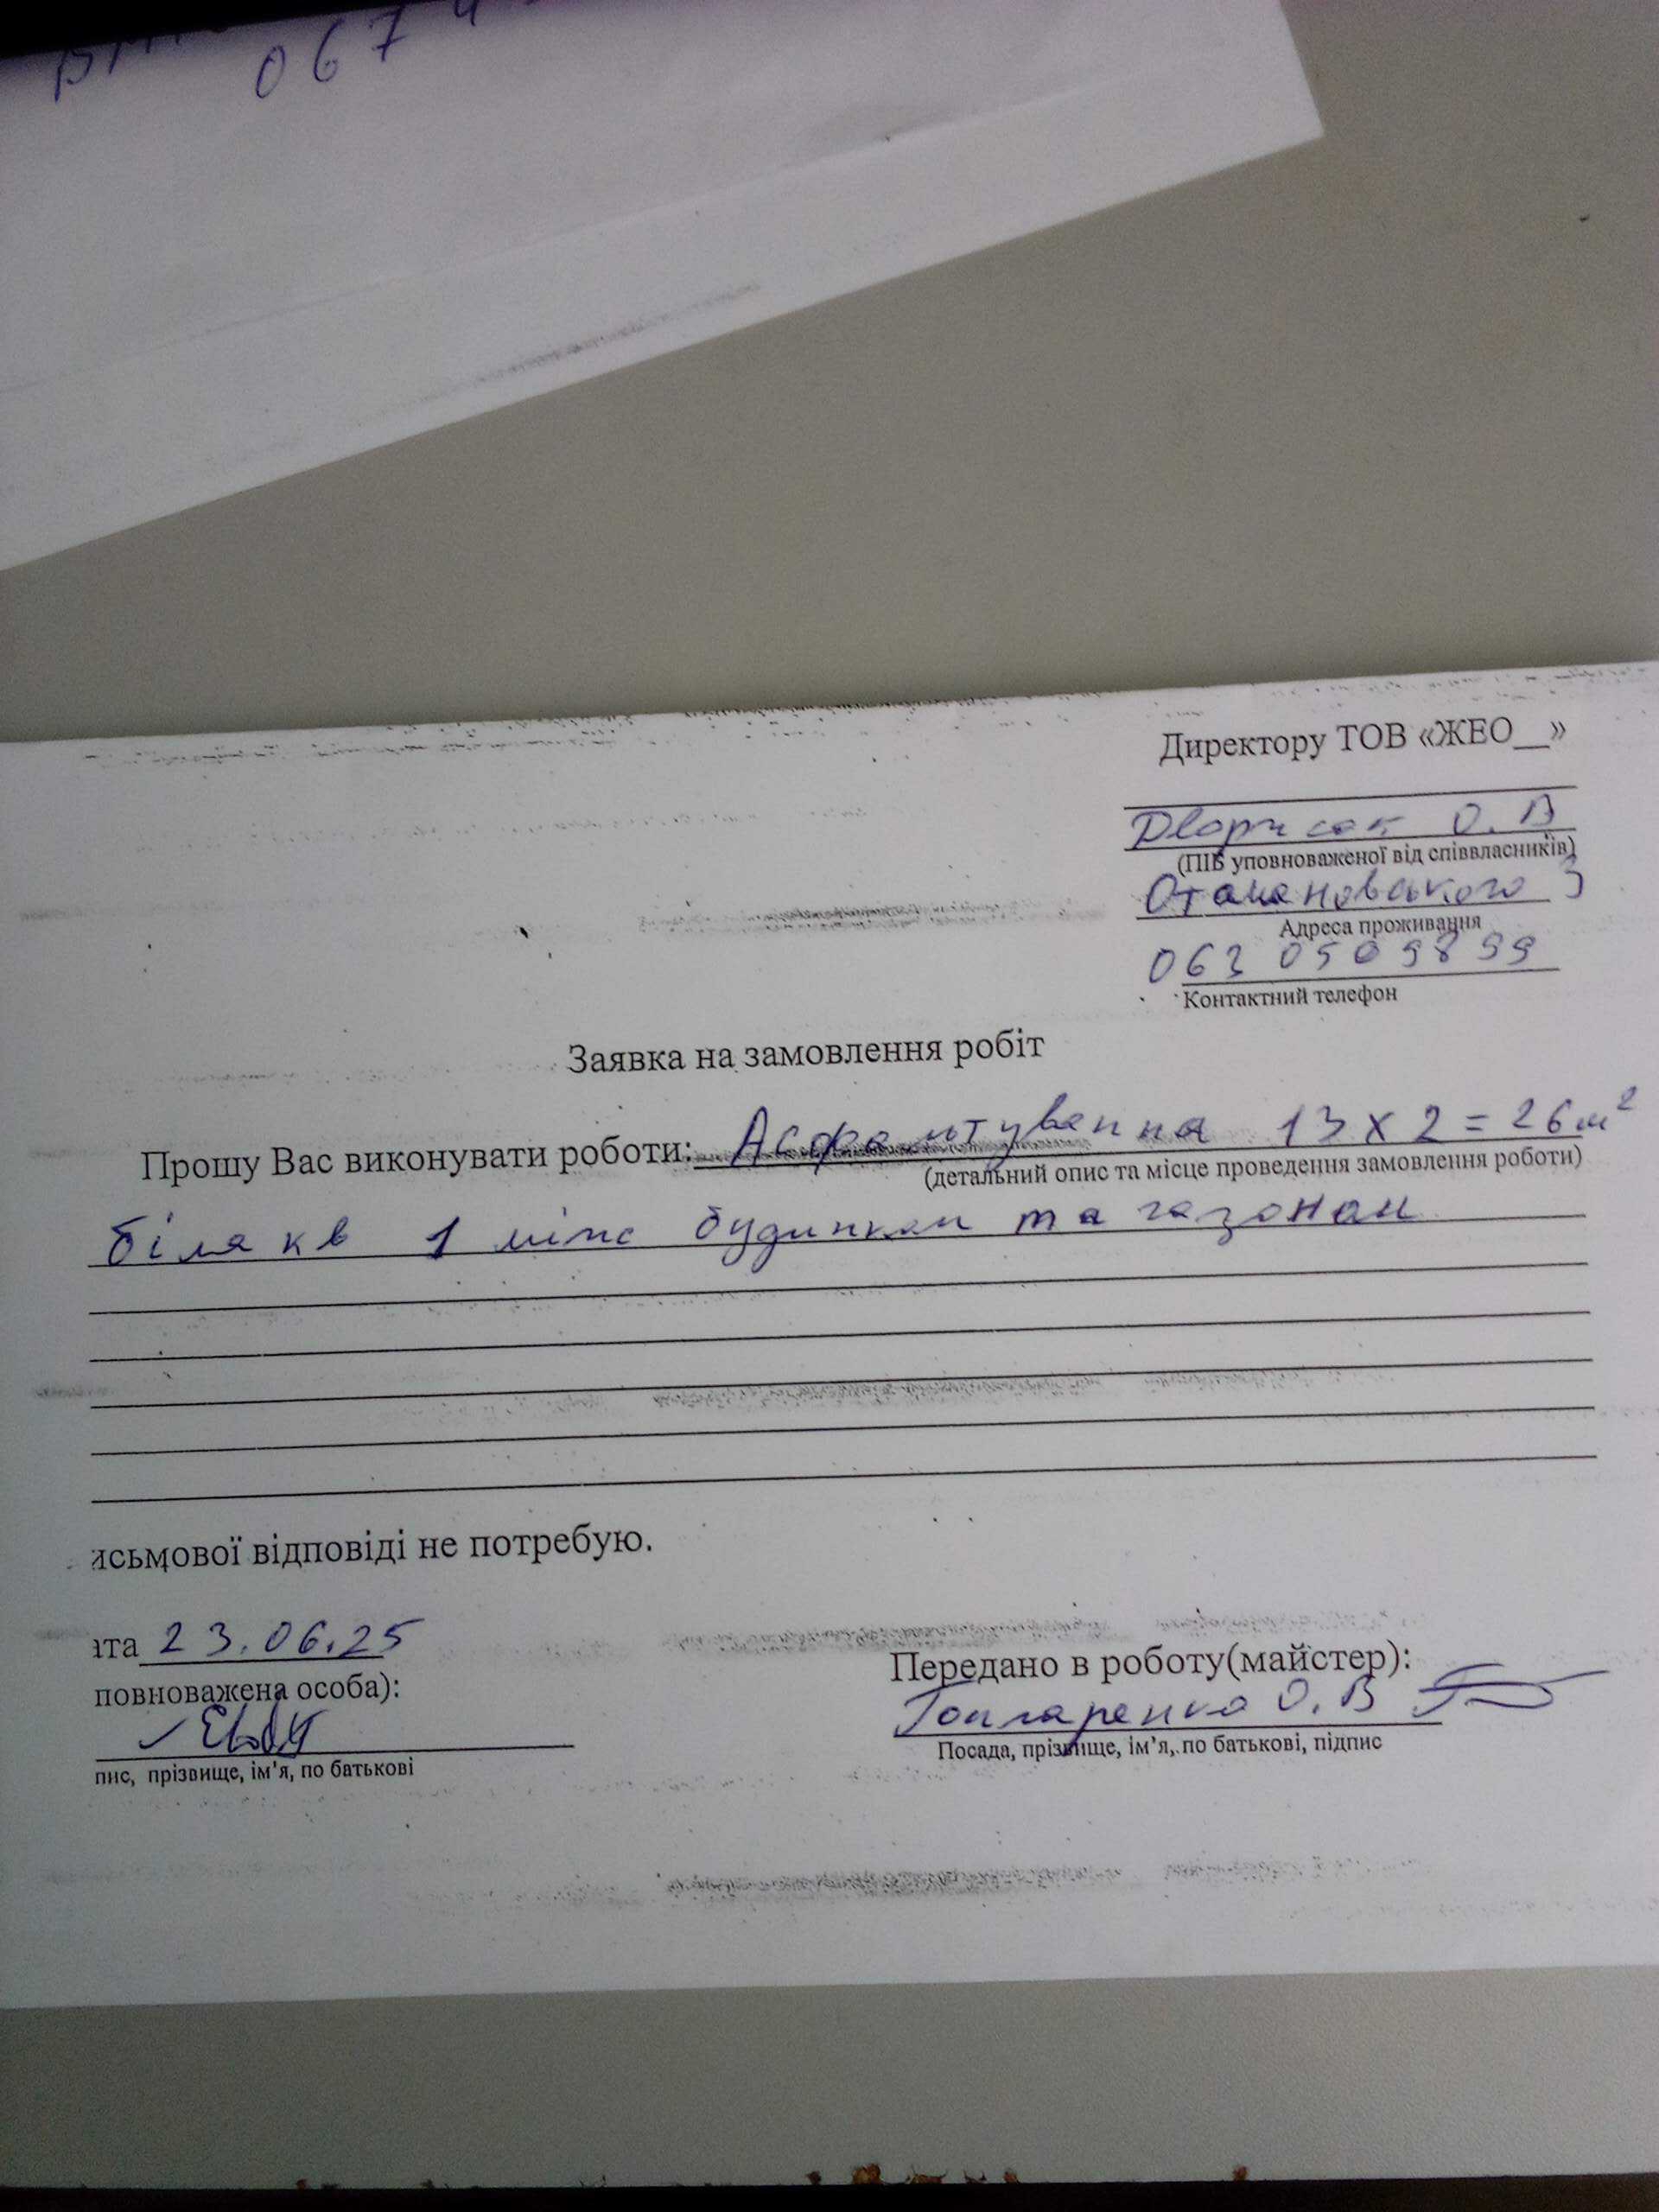 067
Директору ТОВ «ЖЕО__»
О. В
(ПІБ уповноваженої від співвласників)
Отамановського 3
Адреса проживання
063 0509899
Контактний телефон
Заявка на замовлення робіт
Прошу Вас виконувати роботи: Асфальтування 13 х 2 = 26 м²
(детальний опис та місце проведення замовлення роботи)
біля кв 1 між будинком та газоном
исьмової відповіді не потребую.
ата 23.06.25
повноважена особа):
Передано в роботу(майстер):
Гончаренко О. В
пис, прізвище, ім'я, по батькові
Посада, прізвище, ім'я, по батькові, підпис